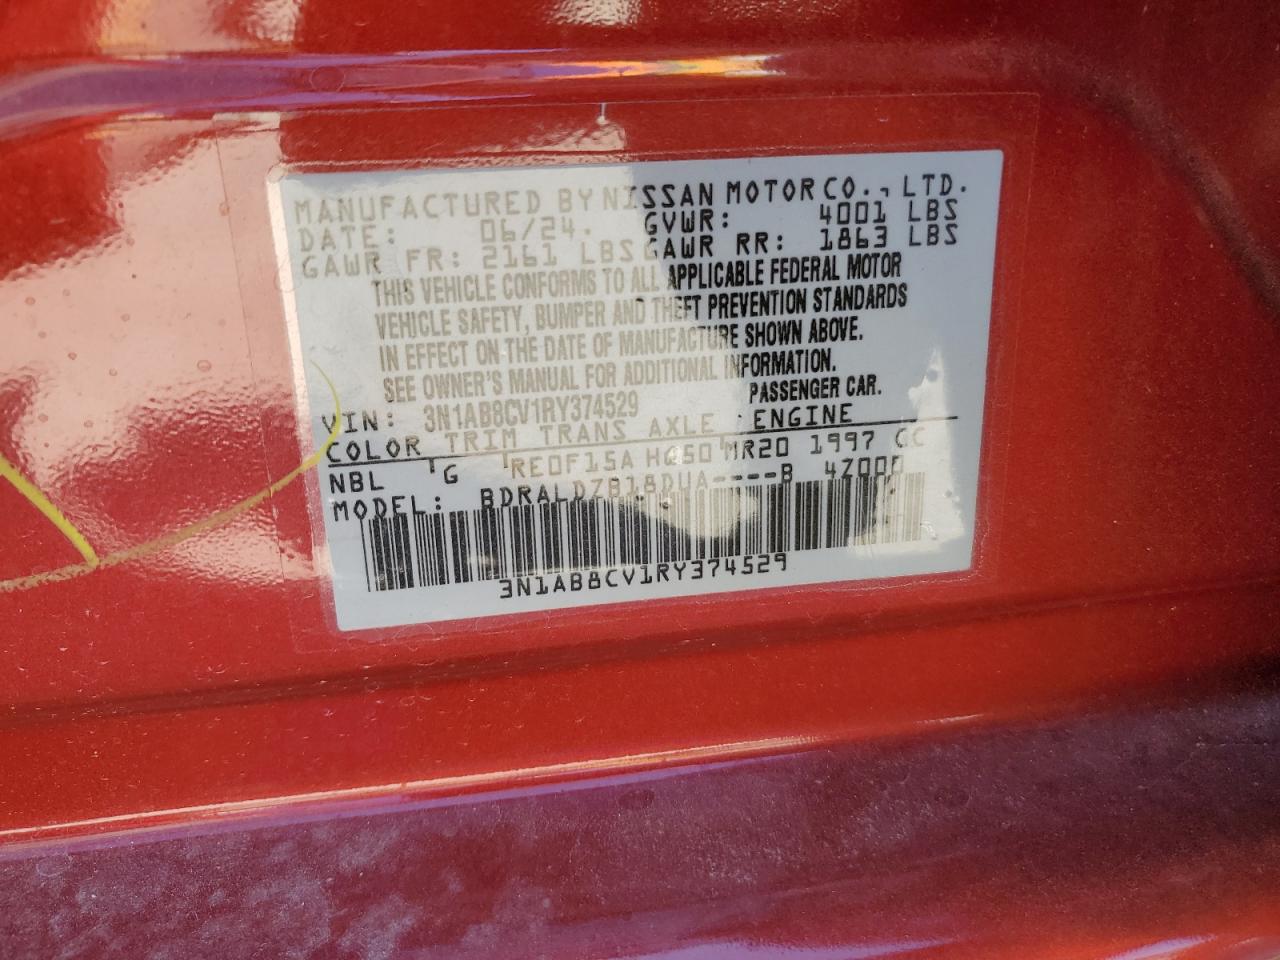 MANUFACTURED BY NISSAN MOTOR CO., LTD.
DATE: 06/24. GVWR: 4001 LBS
GAWR FR: 2161 LBS GAWR RR: 1863 LBS
THIS VEHICLE CONFORMS TO ALL APPLICABLE FEDERAL MOTOR
VEHICLE SAFETY, BUMPER AND THEFT PREVENTION STANDARDS
IN EFFECT ON THE DATE OF MANUFACTURE SHOWN ABOVE.
SEE OWNER'S MANUAL FOR ADDITIONAL INFORMATION.
PASSENGER CAR.
VIN: 3N1AB8CV1RY374529
COLOR TRIM TRANS AXLE ENGINE
NBL G RE0F15A HQ50 MR20 1997 CC
MODEL: BDRALDZB18DUA----B 4Z000
3N1AB8CV1RY374529